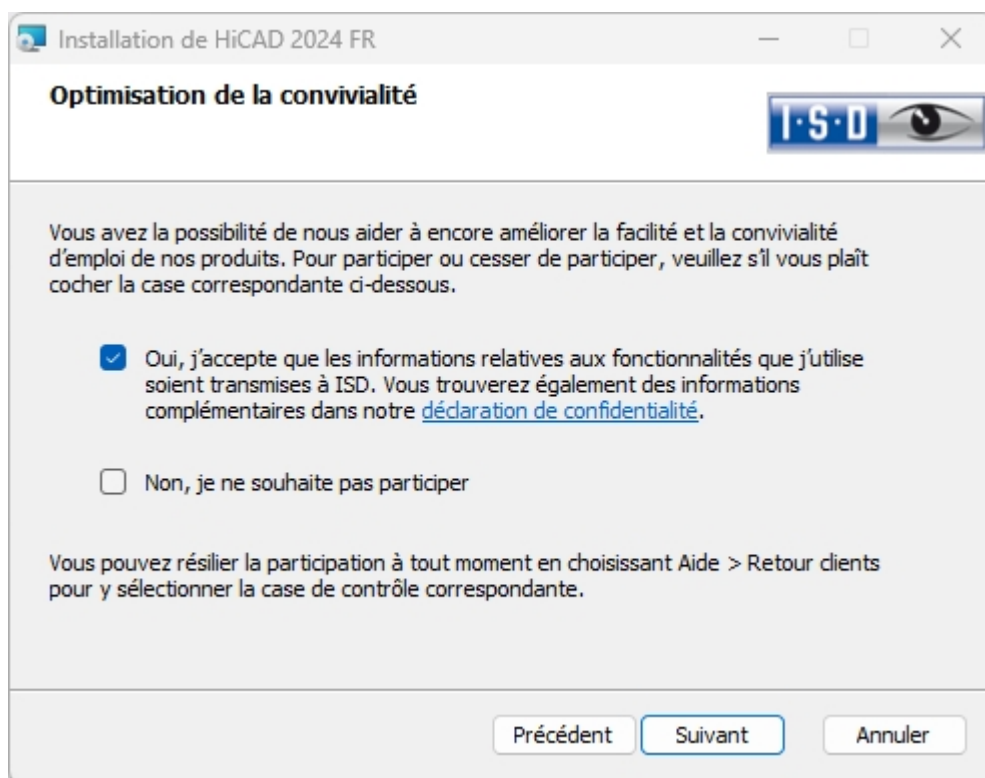 Installation de HiCAD 2024 FR
Optimisation de la convivialité
I·S·D
Vous avez la possibilité de nous aider à encore améliorer la facilité et la convivialité
d'emploi de nos produits. Pour participer ou cesser de participer, veuillez s'il vous plaît
cocher la case correspondante ci-dessous.
Oui, j'accepte que les informations relatives aux fonctionnalités que j'utilise
soient transmises à ISD. Vous trouverez également des informations
complémentaires dans notre déclaration de confidentialité.
Non, je ne souhaite pas participer
Vous pouvez résilier la participation à tout moment en choisissant Aide > Retour clients
pour y sélectionner la case de contrôle correspondante.
Précédent Suivant Annuler